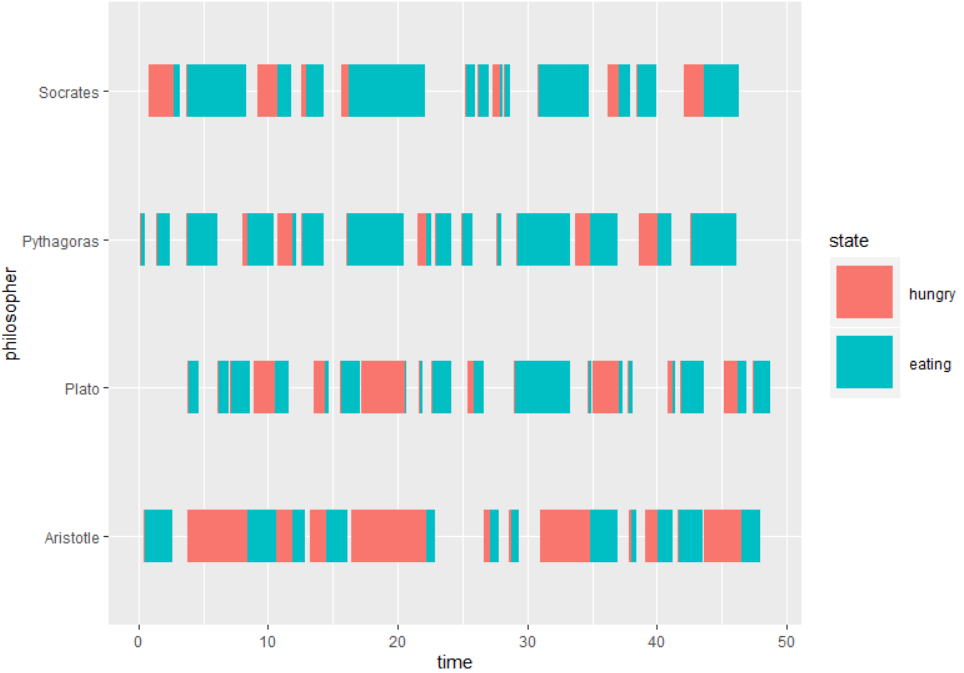 Socrates
Pythagoras
Plato
Aristotle
philosopher
0 10 20 30 40 50
time
state
hungry
eating